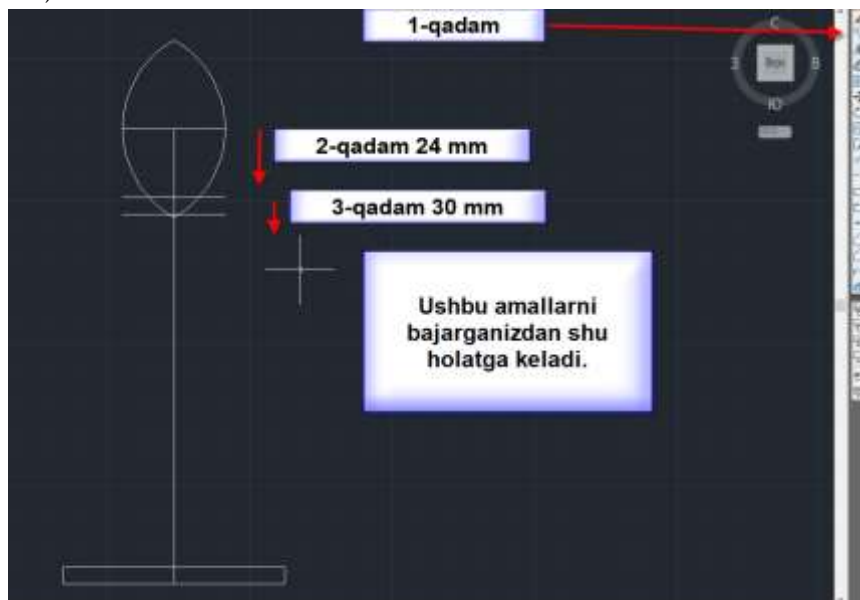 1-qadam
С
З
В
Ю
2-qadam 24 mm
3-qadam 30 mm
Ushbu amallarni
bajarganizdan shu
holatga keladi.